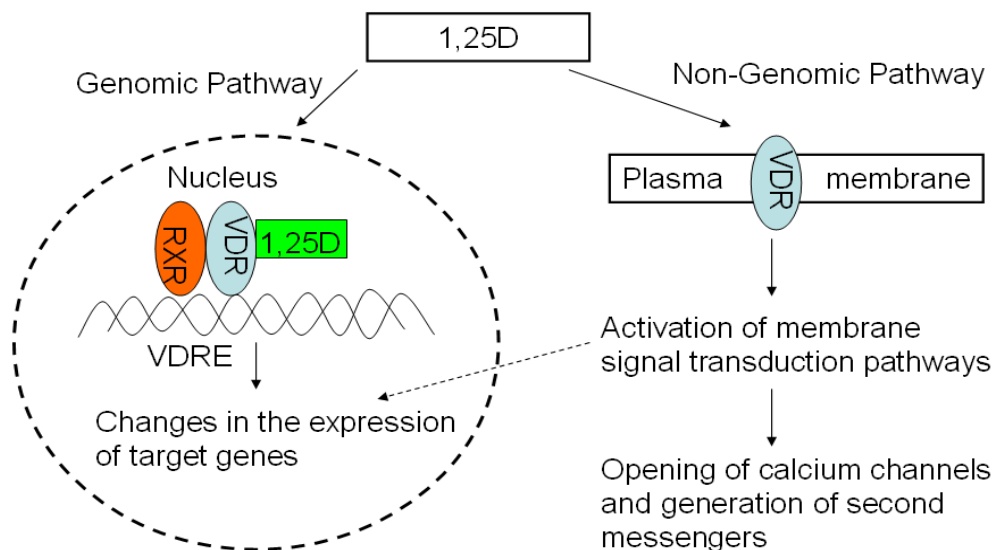 1,25D
Genomic Pathway
Non-Genomic Pathway
Nucleus
RXR
VDR
1,25D
VDRE
Changes in the expression
of target genes
Plasma
VDR
membrane
Activation of membrane
signal transduction pathways
Opening of calcium channels
and generation of second
messengers